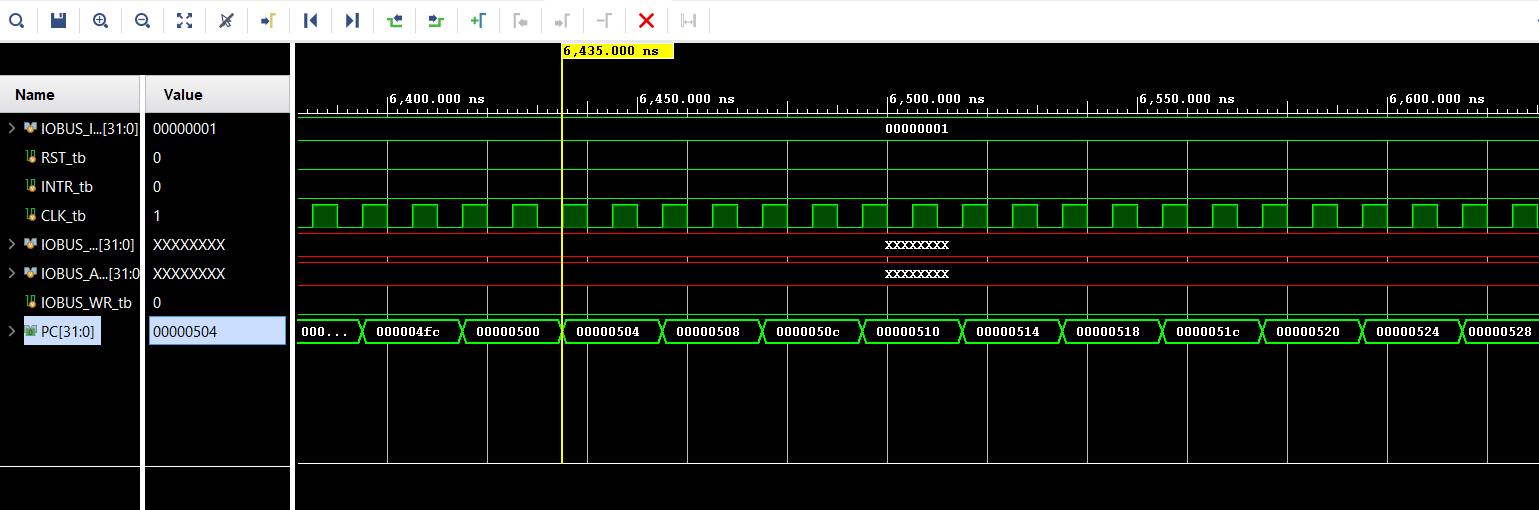 6,435.000 ns
Name Value
6,400.000 ns 6,450.000 ns 6,500.000 ns 6,550.000 ns 6,600.000 ns
IOBUS_I...[31:0] 00000001 00000001
RST_tb 0
INTR_tb 0
CLK_tb 1
IOBUS_...[31:0] XXXXXXXX XXXXXXXX
IOBUS_A...[31:0 XXXXXXXX XXXXXXXX
IOBUS_WR_tb 0
PC[31:0] 00000504 000... 000004fc 00000500 00000504 00000508 0000050c 00000510 00000514 00000518 0000051c 00000520 00000524 00000528